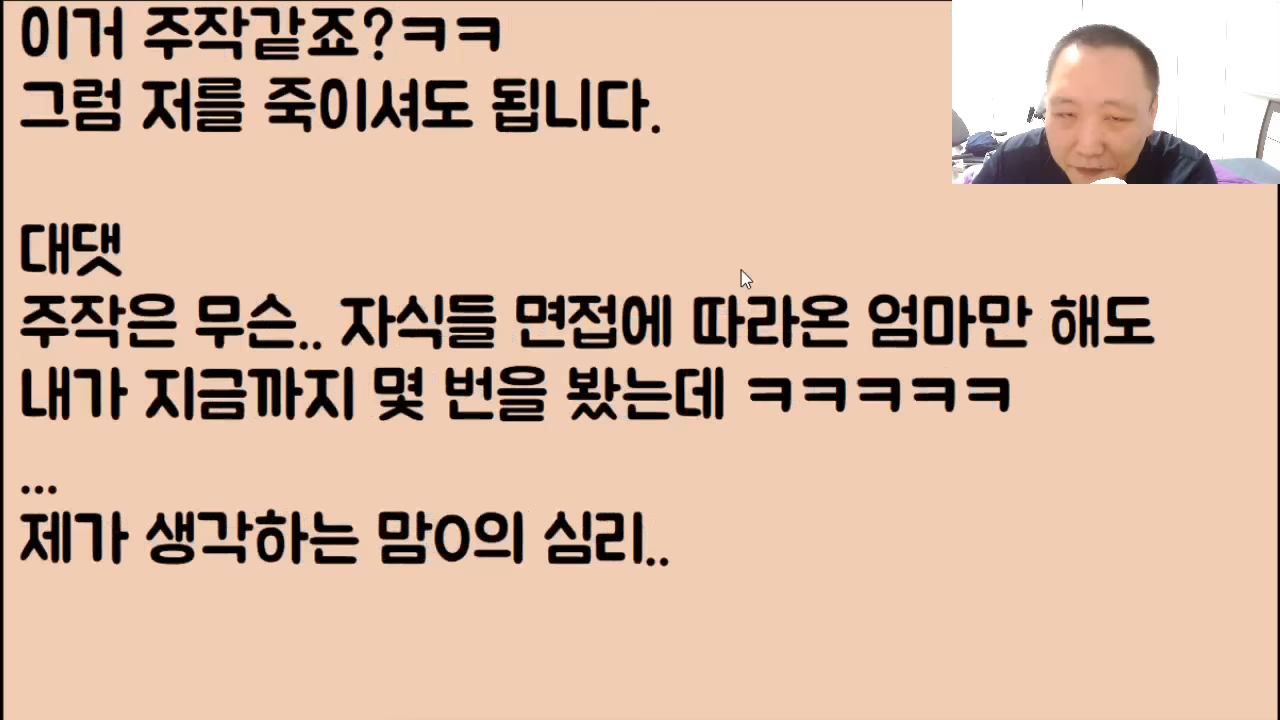 이거 주작같죠?ㅋㅋ
그럼 저를 죽이셔도 됩니다.
대댓
주작은 무슨.. 자식들 면접에 따라온 엄마만 해도
내가 지금까지 몇 번을 봤는데 ㅋㅋㅋㅋㅋ
...
제가 생각하는 맘0의 심리..